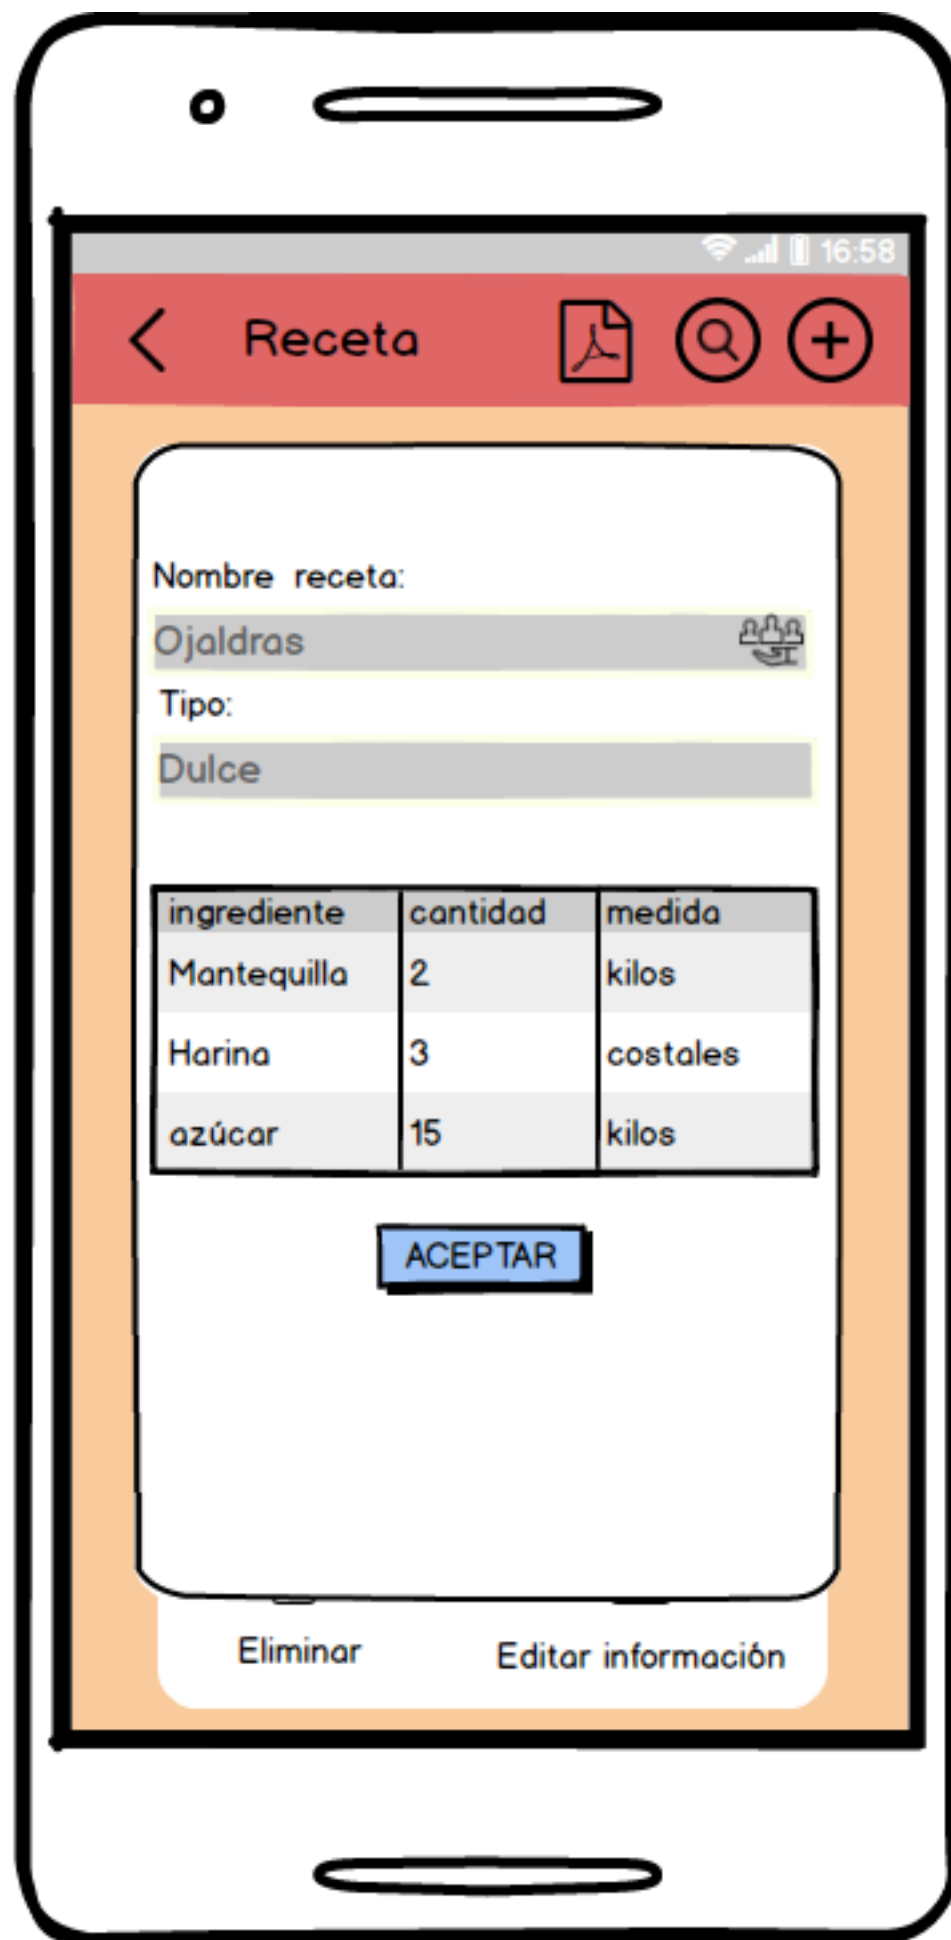 16:58
Receta
Nombre receta:
Ojaldras
Tipo:
Dulce
ingrediente cantidad medida
Mantequilla 2 kilos
Harina 3 costales
azúcar 15 kilos
ACEPTAR
Eliminar Editar información